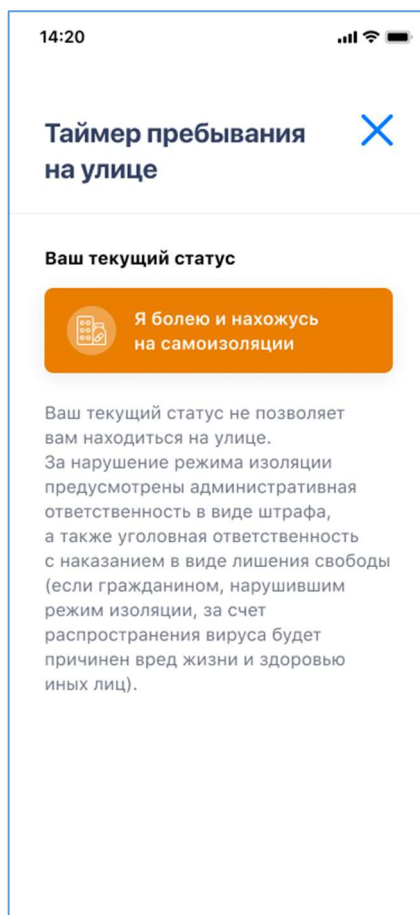 14:20
Таймер пребывания
на улице
Ваш текущий статус
Я болею и нахожусь
на самоизоляции
Ваш текущий статус не позволяет
вам находиться на улице.
За нарушение режима изоляции
предусмотрены административная
ответственность в виде штрафа,
а также уголовная ответственность
с наказанием в виде лишения свободы
(если гражданином, нарушившим
режим изоляции, за счет
распространения вируса будет
причинен вред жизни и здоровью
иных лиц).